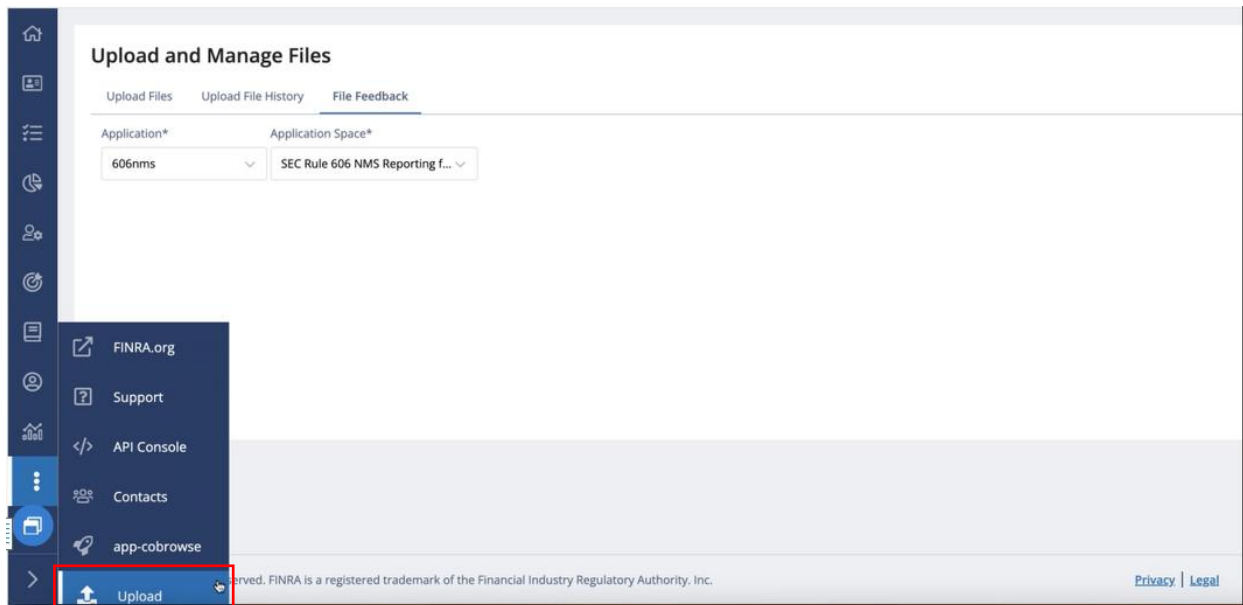 Upload and Manage Files
Upload Files Upload File History File Feedback
Application* Application Space*
606nms SEC Rule 606 NMS Reporting f...
FINRA.org
Support
API Console
Contacts
app-cobrowse
Upload
served. FINRA is a registered trademark of the Financial Industry Regulatory Authority. Inc. Privacy | Legal